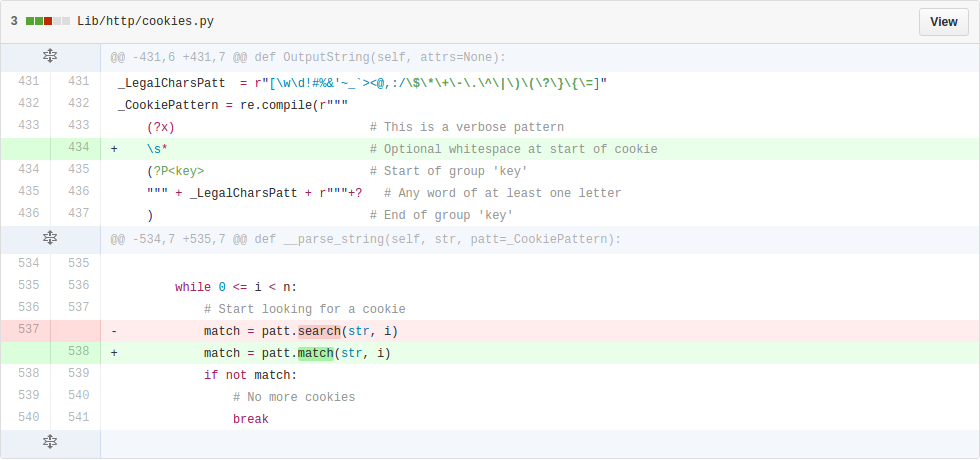 3 Lib/http/cookies.py View
@@ -431,6 +431,7 @@ def OutputString(self, attrs=None):
431 431 _LegalCharsPatt  = r"[\w\d!#%&'~_`><@,:/\$\*\+\-\.\^\|\)\(\?\}\{\=]"
432 432 _CookiePattern = re.compile(r"""
433 433     (?x)                           # This is a verbose pattern
434 +    \s*                            # Optional whitespace at start of cookie
434 435     (?P<key>                       # Start of group 'key'
435 436     """ + _LegalCharsPatt + r"""+?   # Any word of at least one letter
436 437     )                              # End of group 'key'
@@ -534,7 +535,7 @@ def __parse_string(self, str, patt=_CookiePattern):
534 535
535 536         while 0 <= i < n:
536 537             # Start looking for a cookie
537 -            match = patt.search(str, i)
538 +            match = patt.match(str, i)
538 539             if not match:
539 540                 # No more cookies
540 541                 break